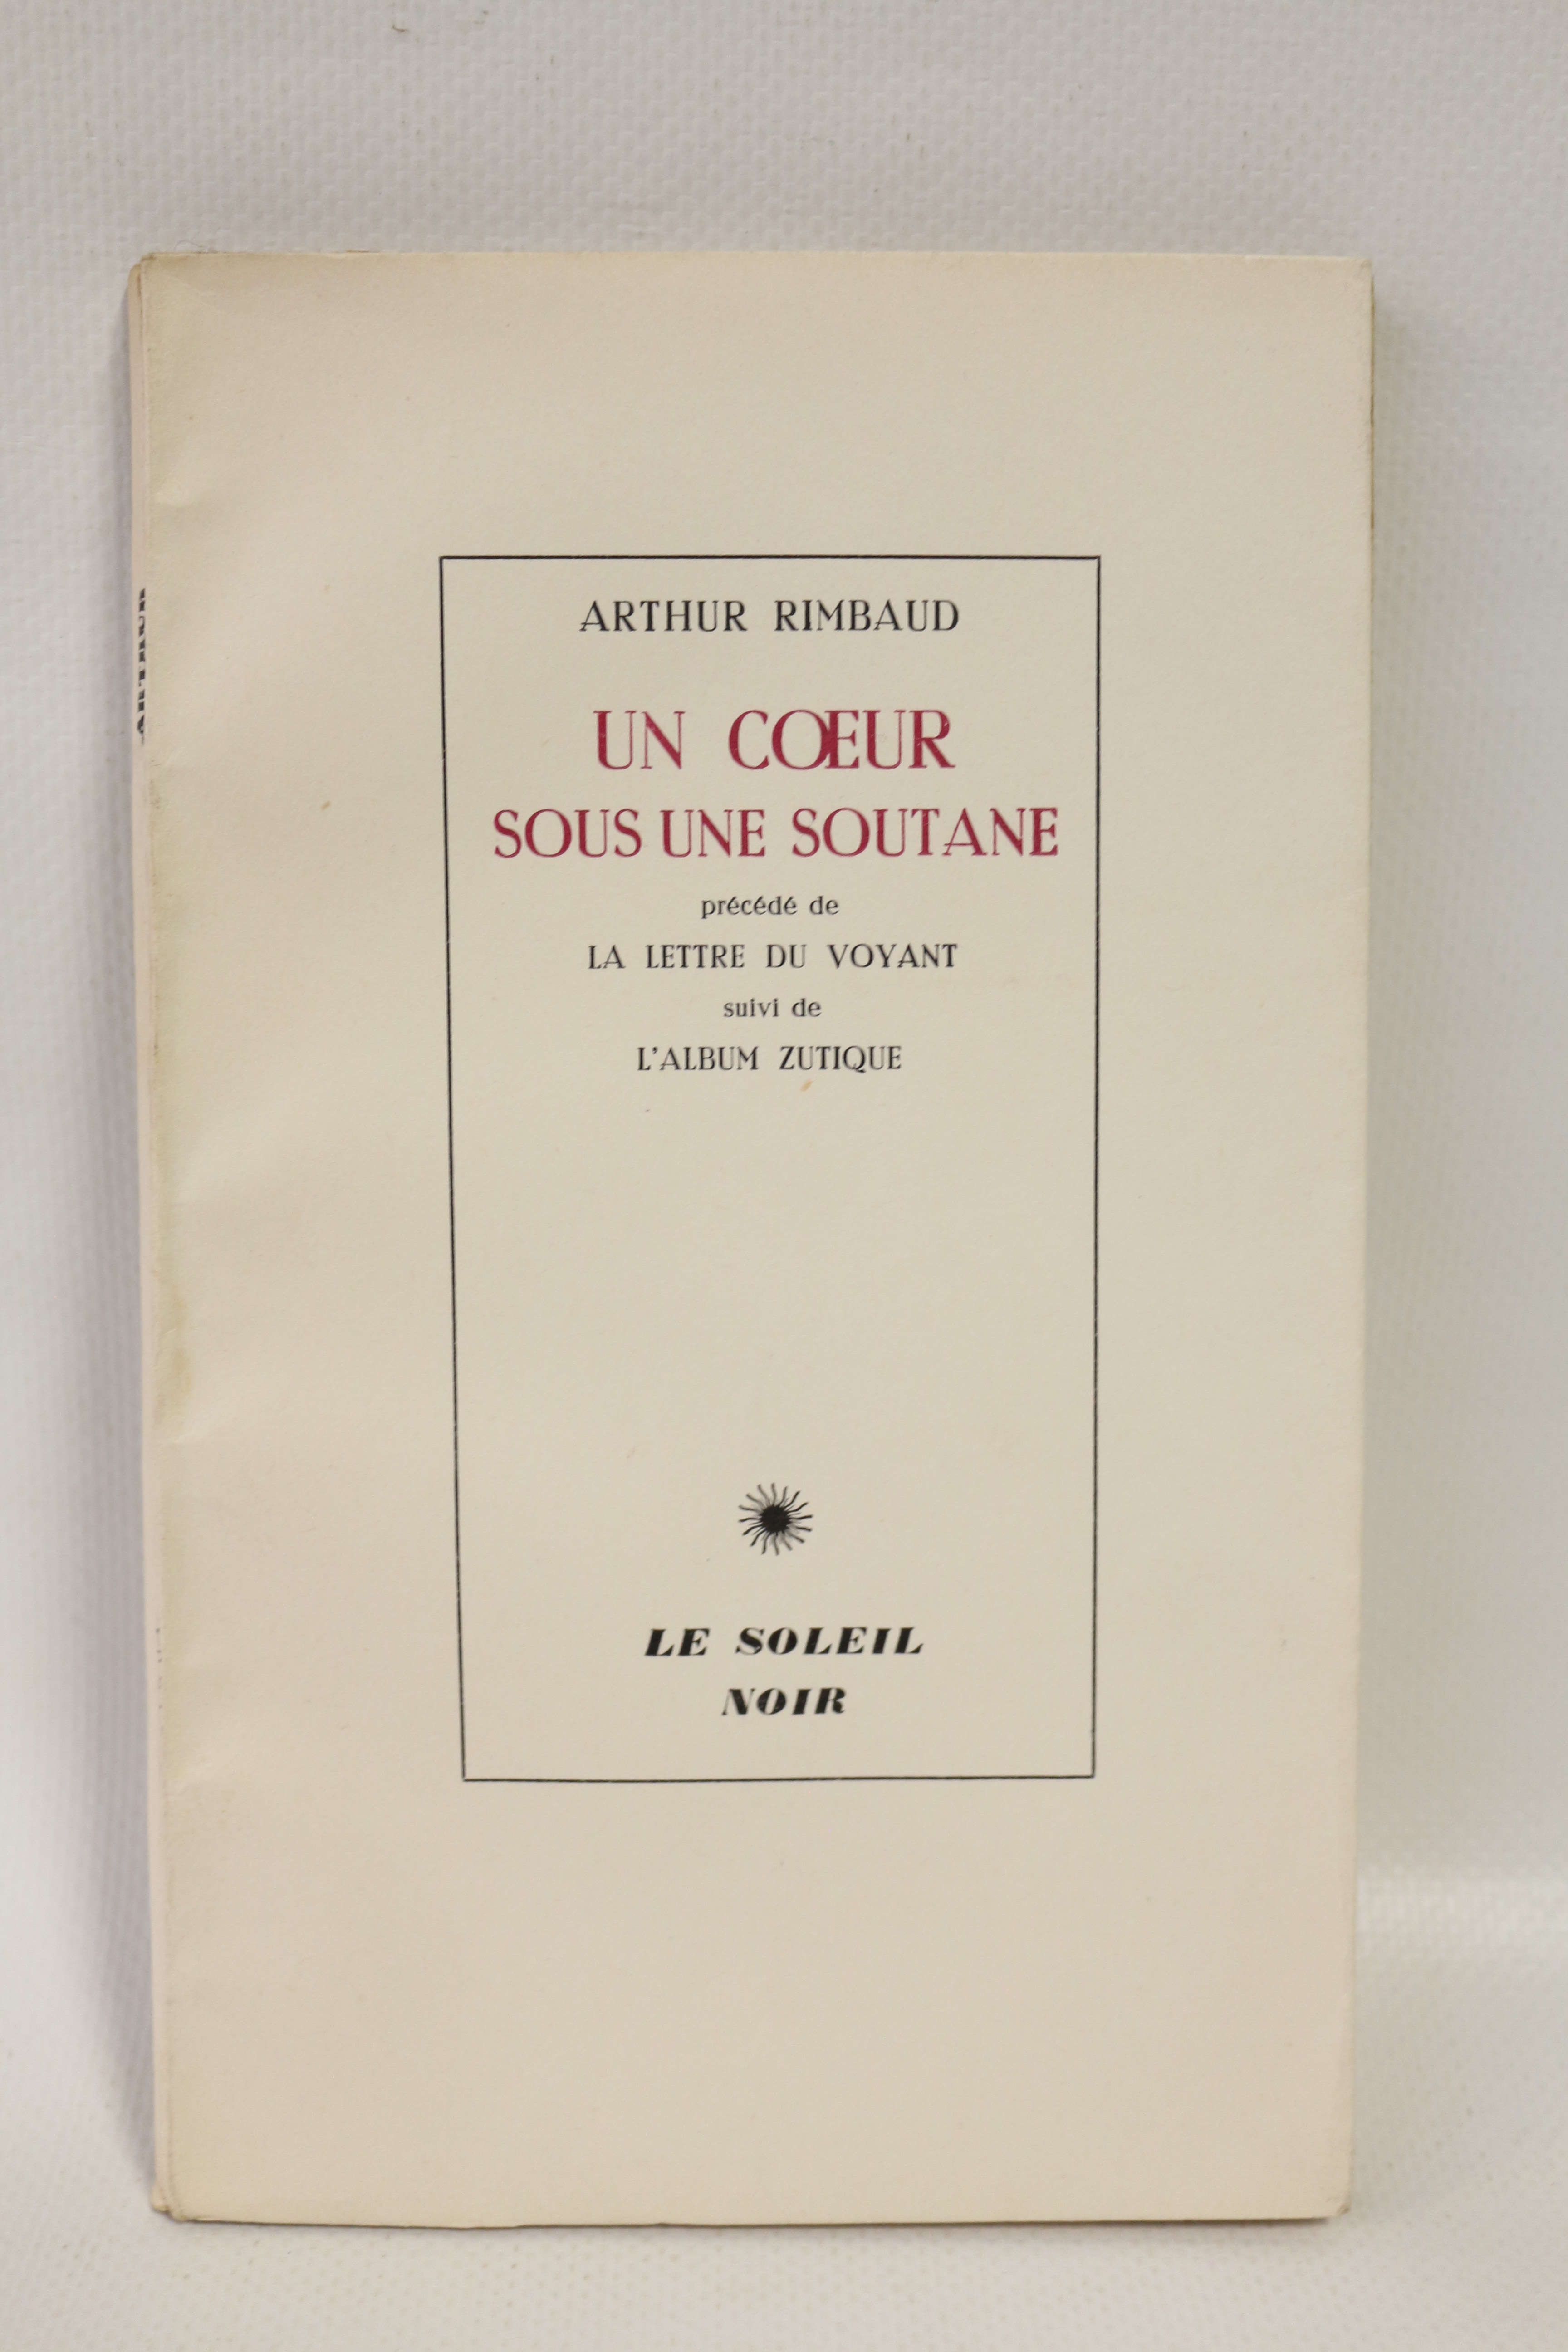 ARTHUR RIMBAUD
UN CŒUR
SOUS UNE SOUTANE
précédé de
LA LETTRE DU VOYANT
suivi de
L'ALBUM ZUTIQUE
LE SOLEIL
NOIR